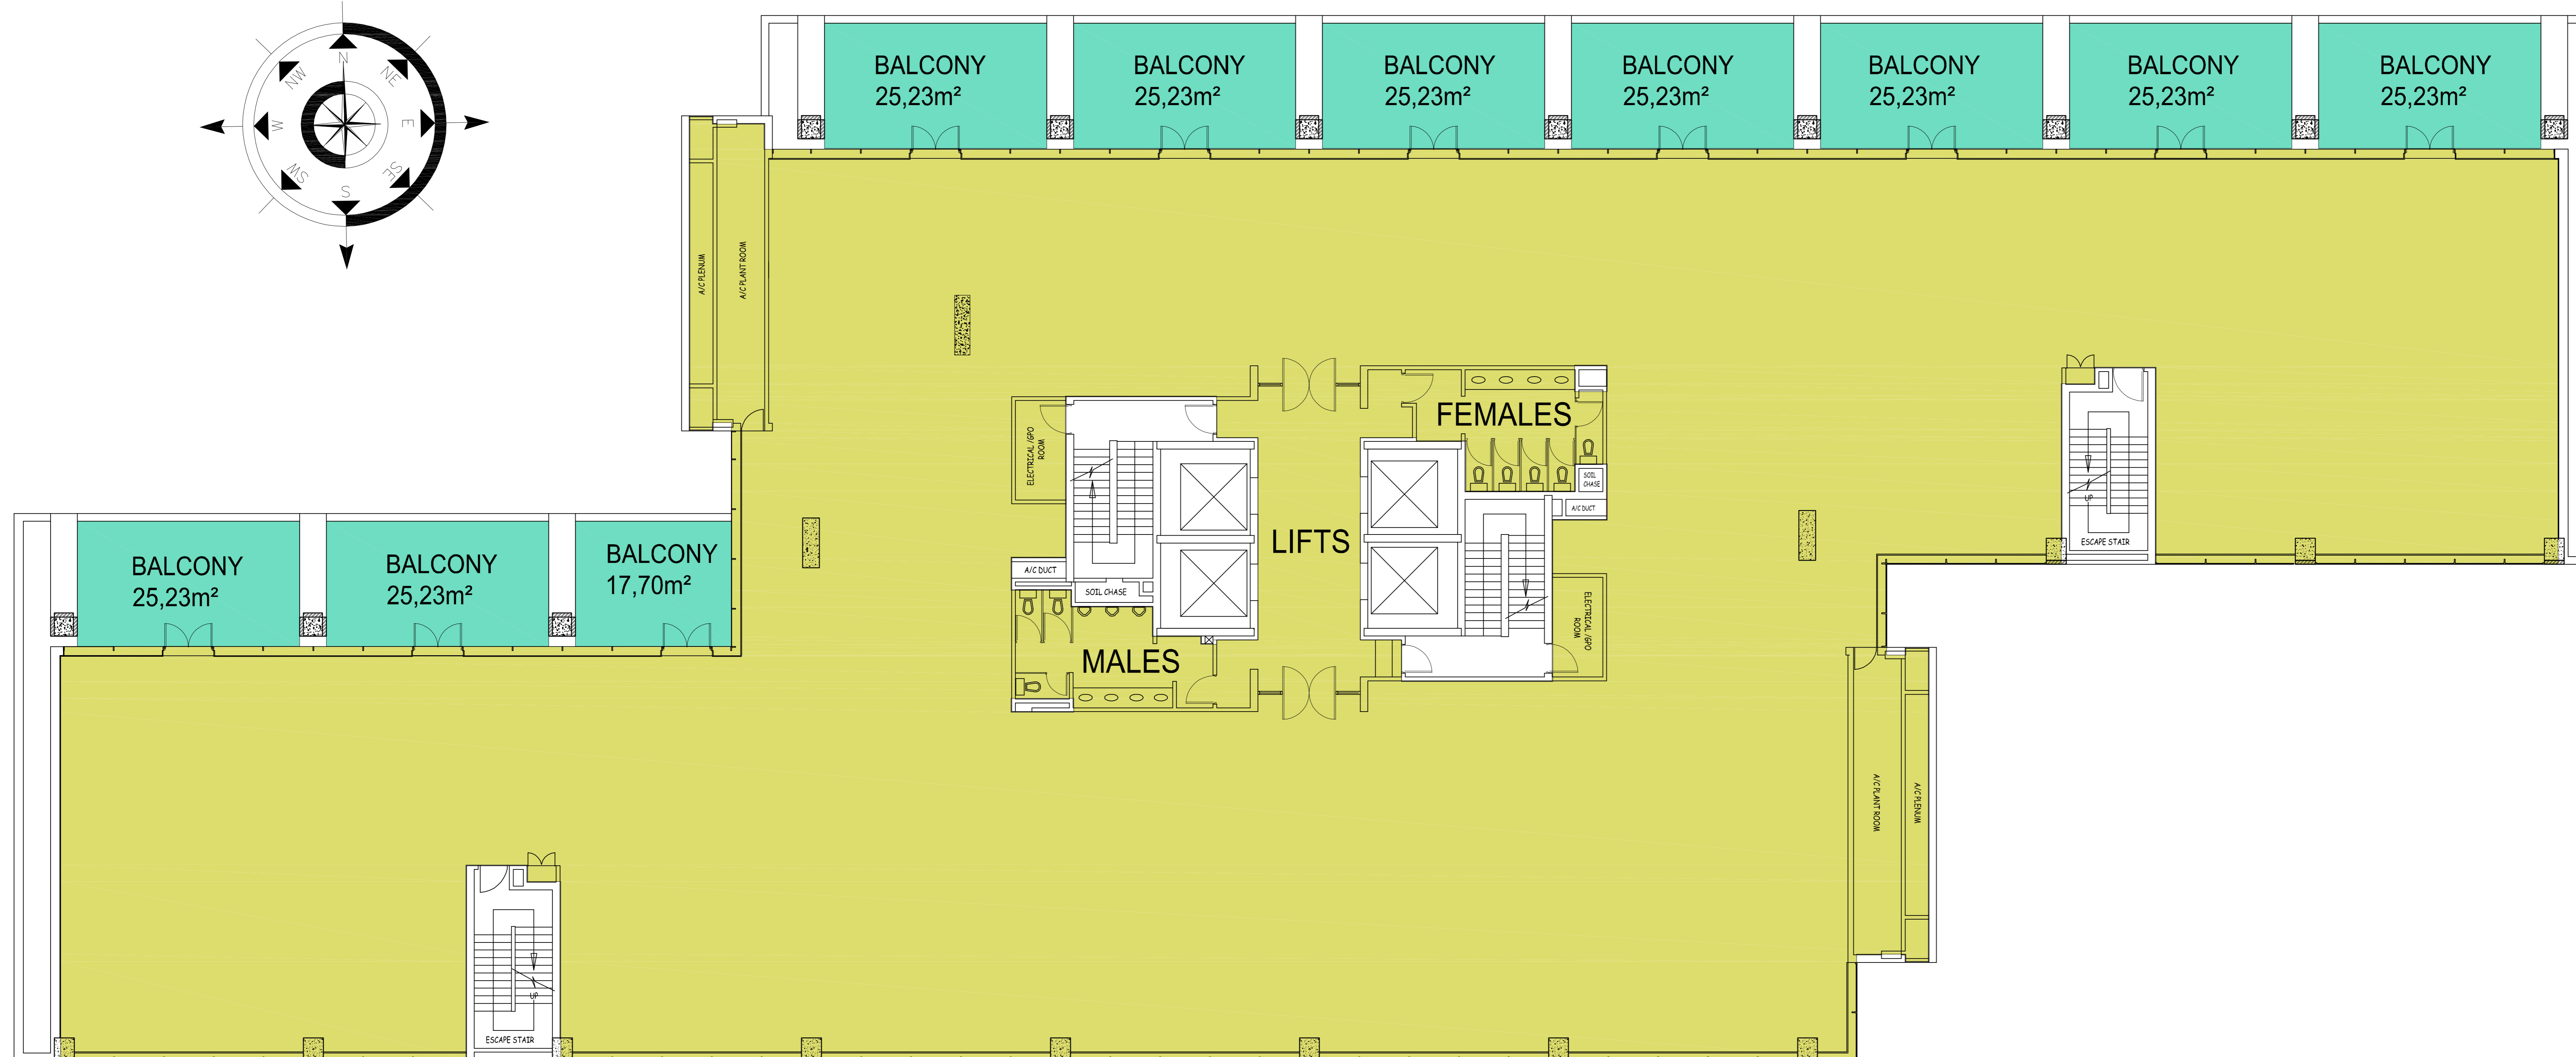 N
NW
NE
W
E
SW
SE
S
BALCONY
25,23m²
BALCONY
25,23m²
BALCONY
25,23m²
BALCONY
25,23m²
BALCONY
25,23m²
BALCONY
25,23m²
BALCONY
25,23m²
A/C PLENUM
A/C PLANT ROOM
BALCONY
25,23m²
BALCONY
25,23m²
BALCONY
17,70m²
ELECTRICAL /GPO
ROOM
FEMALES
SOIL
CHASE
A/C DUCT
LIFTS
A/C DUCT
SOIL CHASE
MALES
ELECTRICAL /GPO
ROOM
UP
ESCAPE STAIR
A/C PLANT ROOM
A/C PLENUM
UP
ESCAPE STAIR